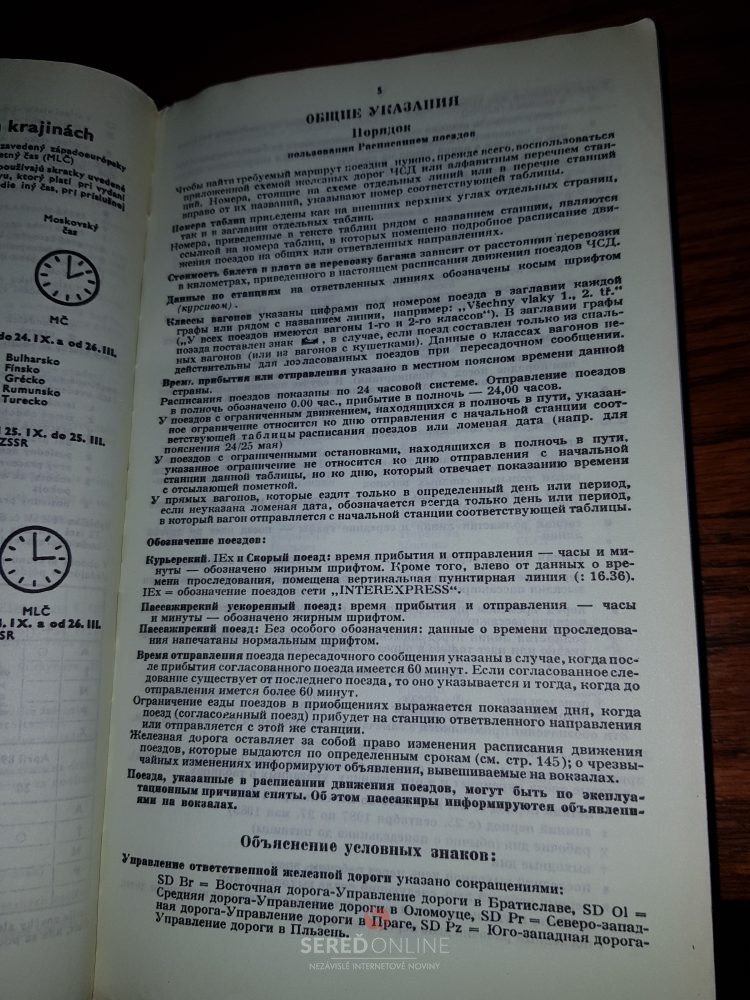 krajinách
zavedený západoeurópsky
čas (MLČ)
používajú skratky uvedené
ktorý platí pri vydaní
iný čas, pri príslušnej
Moskovský
čas
MČ
do 24. IX. a od 26. III.
Bulharsko
Fínsko
Grécko
Rumunsko
Turecko
25. IX. do 25. III.
ZSSR
MLČ
IX. a od 26. III.
SSR
8
ОБЩИЕ УКАЗАНИЯ
Порядок
пользования Расписанием поездов
Чтобы найти требуемый маршрут поездки нужно, прежде всего, воспользоваться
приложенной схемой железных дорог ЧСД или алфавитным перечнем стан-
ций. Номера, стоящие на схеме отдельных линий или в перечне станций
вправо от их названий, указывают номер соответствующей таблицы.
Номера таблиц приведены как на внешних верхних углах отдельных страниц,
так и в заглавии отдельных таблиц.
Номера, приведенные в тексте таблиц рядом с названием станции, являются
ссылкой на номера таблиц, в которых помещено подробное расписание дви-
жения поездов на общих или ответвленных направлениях.
Стоимость билета и плата за перевозку багажа зависит от расстояния перевозки
в километрах, приведенного в настоящем расписании движения поездов ЧСД.
Данные по станциям на ответвленных линиях обозначены косым шрифтом
(курсивом).
Классы вагонов указаны цифрами под номером поезда в заглавии каждой
графы или рядом с названием линии, например: „Všechny vlaky 1., 2. tř.“
(„У всех поездов имеются вагоны 1-го и 2-го классов“). В заглавии графы
поезда поставлен знак , в случае, если поезд составлен только из спаль-
ных вагонов (или из вагонов с кушетками). Данные о классах вагонов не-
действительны для согласованных поездов при пересадочном сообщении.
Время прибытия или отправления указано в местном поясном времени данной
страны.
Расписания поездов показаны по 24 часовой системе. Отправление поездов
в полночь обозначено 0.00 час., прибытие в полночь — 24,00 часов.
У поездов с ограниченным движением, находящихся в полночь в пути, указан-
ное ограничение относится ко дню отправления с начальной станции соот-
ветствующей таблицы расписания поездов или ломеная дата (напр. для
пояснения 24/25 мая)
У поездов с ограниченными остановками, находящихся в полночь в пути,
указанное ограничение не относится ко дню отправления с начальной
станции данной таблицы, но ко дню, который отвечает показанию времени
с отсылающей пометкой.
У прямых вагонов, которые ездят только в определенный день или период,
если неуказана ломеная дата, обозначается всегда только день или период,
в который вагон отправляется с начальной станции соответствующей таблицы.
Обозначение поездов:
Курьерский. IEx и Скорый поезд: время прибытия и отправления — часы и ми-
нуты — обозначено жирным шрифтом. Кроме того, влево от данных о вре-
мени проследования, помещена вертикальная пунктирная линия (: 16.36).
IEx = обозначение поездов сети „INTEREXPRESS“.
Пассажирский ускоренный поезд: время прибытия и отправления — часы
и минуты — обозначено жирным шрифтом.
Пассажирский поезд: Без особого обозначения: данные о времени проследова-
ния напечатаны нормальным шрифтом.
Время отправления поезда пересадочного сообщения указаны в случае, когда пос-
ле прибытия согласованного поезда имеется 60 минут. Если согласованное сле-
дование существует от последнего поезда, то оно указывается и тогда, когда до
отправления имется более 60 минут.
Ограничение езды поездов в приобщениях выражается показанием дня, когда
поезд (согласованный поезд) прибудет на станцию ответвленного направления
или отправляется с этой же станции.
Железная дорога оставляет за собой право изменения расписания движения
поездов, которые выдаются по определенным срокам (см. стр. 145); о чрезвы-
чайных изменениях информируют объявления, вывешиваемые на вокзалах.
Поезда, указанные в расписании движения поездов, могут быть по эксплуа-
тационным причинам сняты. Об этом пассажиры информируются объявлени-
ями на вокзалах.
Объяснение условных знаков:
Управление ответственной железной дороги указано сокращениями:
SD Br = Восточная дорога-Управление дороги в Братиславе, SD Ol =
Средняя дорога-Управление дороги в Оломоуце, SD Pr = Северо-запад-
ная дорога-Управление дороги в Праге, SD Pz = Юго-западная дорога-
Управление дороги в Пльзень.
SEREĎONLINE
NEZÁVISLÉ INTERNETOVÉ NOVINY